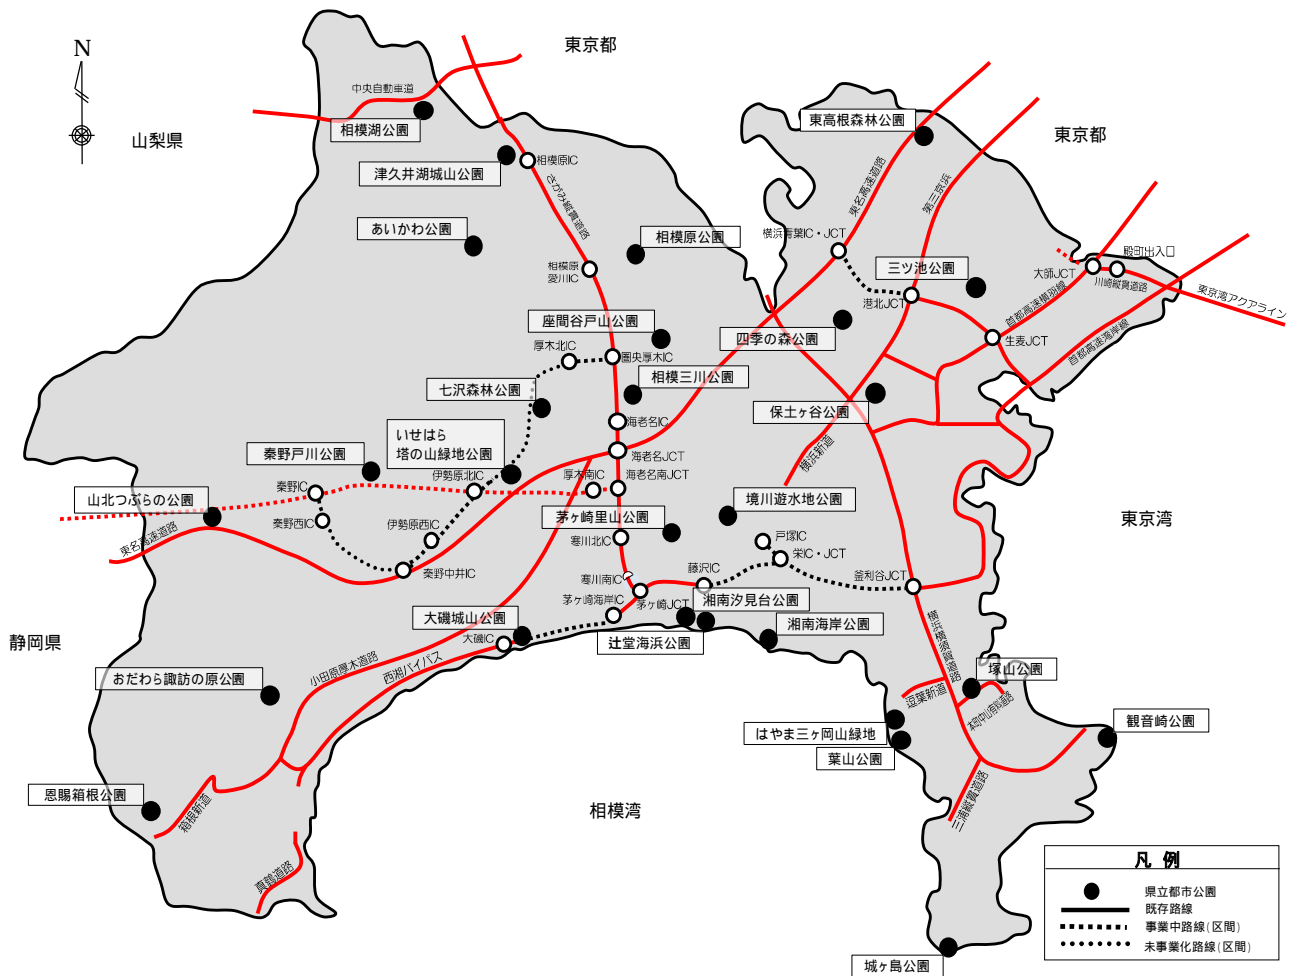 東京都
N
中央自動車道
相模湖公園
東高根森林公園
東京都
山梨県
津久井湖城山公園
相模原IC
さがみ縦貫道路
東名高速道路
第三京浜
あいかわ公園
相模原公園
横浜青葉IC・JCT
三ツ池公園
殿町出入口
大師JCT
川崎縦貫道路
東京湾アクアライン
相模原
愛川IC
港北JCT
首都高速横羽線
首都高速湾岸線
座間谷戸山公園
四季の森公園
生麦JCT
厚木北IC
圏央厚木IC
相模三川公園
七沢森林公園
保土ヶ谷公園
海老名IC
横浜新道
いせはら
塔の山緑地公園
秦野戸川公園
海老名JCT
伊勢原北IC
厚木南IC
海老名南JCT
山北つぶらの公園
秦野IC
境川遊水地公園
東名高速道路
秦野西IC
伊勢原西IC
茅ヶ崎里山公園
東京湾
寒川北IC
戸塚IC
栄IC・JCT
秦野中井IC
寒川南IC
藤沢IC
釜利谷JCT
茅ヶ崎海岸IC
茅ヶ崎JCT
湘南汐見台公園
大磯城山公園
大磯IC
辻堂海浜公園
湘南海岸公園
横浜横須賀道路
静岡県
小田原厚木道路
西湘バイパス
おだわら諏訪の原公園
塚山公園
逗葉新道
本町中山有料道路
はやま三ヶ岡山緑地
観音崎公園
葉山公園
恩賜箱根公園
箱根新道
相模湾
三浦縦貫道路
真鶴道路
凡例
県立都市公園
既存路線
事業中路線(区間)
未事業化路線(区間)
城ヶ島公園